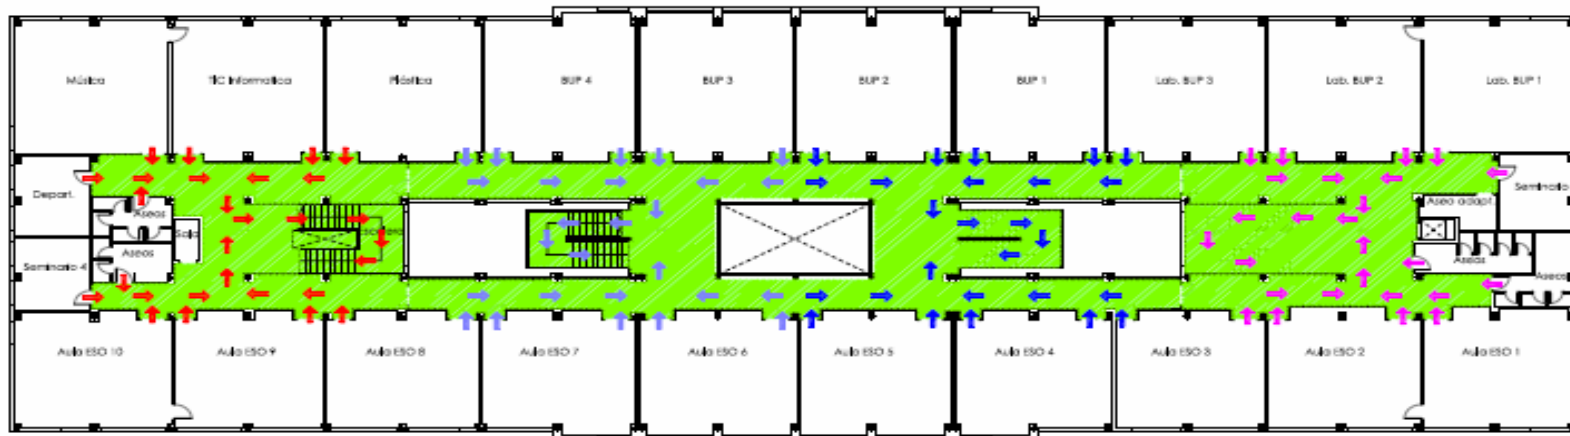 Música
TIC Informatica
Plástica
BUP 4
BUP 3
BUP 2
BUP 1
Lab. BUP 3
Lab. BUP 2
Lab. BUP 1
Depart.
Aseos
Sala
Aseos
Seminario 4
Seminario
Aseo adapt.
Aseos
Aseos
Aula ESO 10
Aula ESO 9
Aula ESO 8
Aula ESO 7
Aula ESO 6
Aula ESO 5
Aula ESO 4
Aula ESO 3
Aula ESO 2
Aula ESO 1